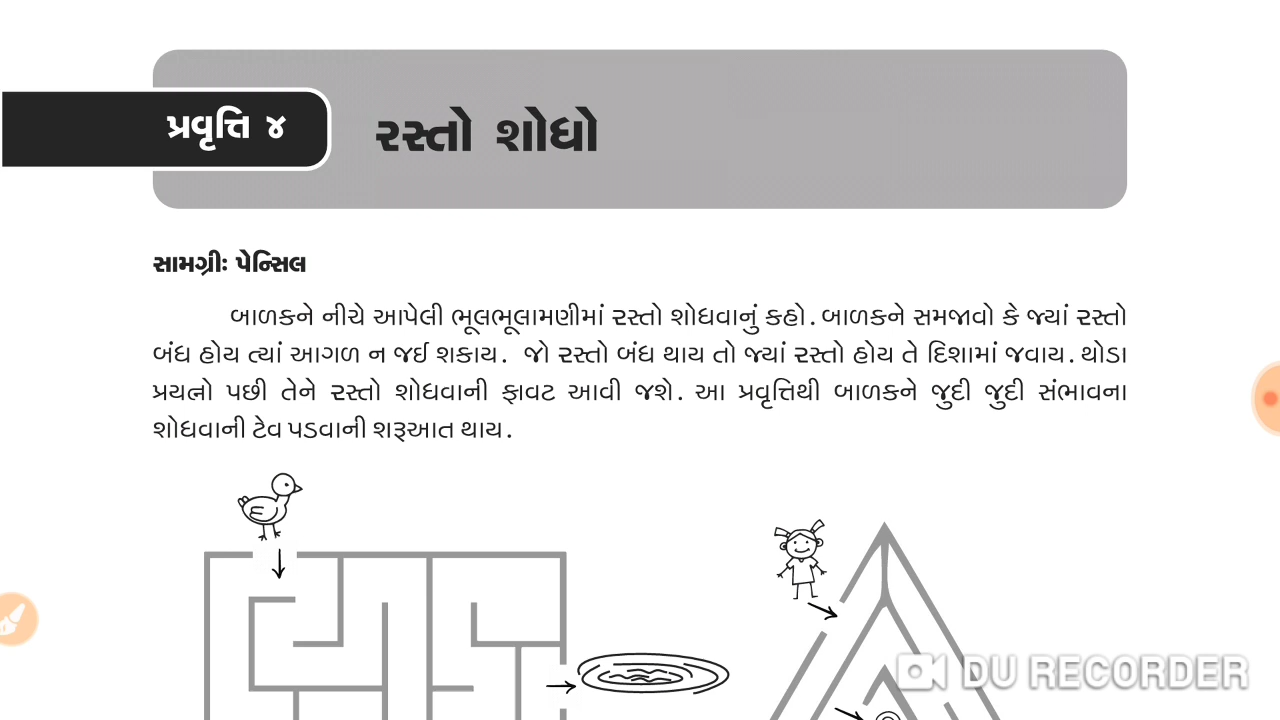 પ્રવૃત્તિ ૪
રસ્તો શોધો
સામગ્રીઃ પેન્સિલ
બાળકને નીચે આપેલી ભૂલભૂલામણીમાં રસ્તો શોધવાનું કહો. બાળકને સમજાવો કે જ્યાં રસ્તો
બંધ હોય ત્યાં આગળ ન જઈ શકાય. જો રસ્તો બંધ થાય તો જ્યાં રસ્તો હોય તે દિશામાં જવાય. થોડા
પ્રયત્નો પછી તેને રસ્તો શોધવાની ફાવટ આવી જશે. આ પ્રવૃત્તિથી બાળકને જુદી જુદી સંભાવના
શોધવાની ટેવ પડવાની શરૂઆત થાય.
DU RECORDER